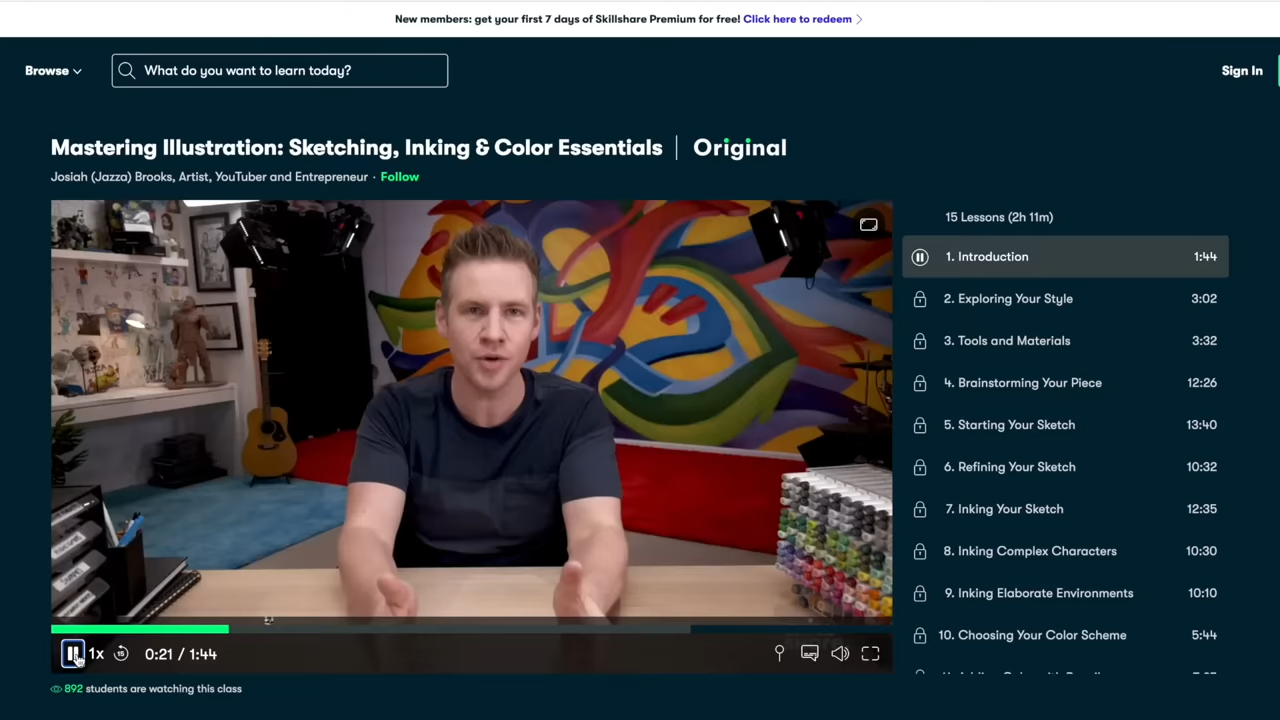 New members: get your first 7 days of Skillshare Premium for free! Click here to redeem
Browse
What do you want to learn today?
Sign In
Mastering Illustration: Sketching, Inking & Color Essentials | Original
Josiah (Jazza) Brooks, Artist, YouTuber and Entrepreneur · Follow
15 Lessons (2h 11m)
1. Introduction 1:44
2. Exploring Your Style 3:02
3. Tools and Materials 3:32
4. Brainstorming Your Piece 12:26
5. Starting Your Sketch 13:40
6. Refining Your Sketch 10:32
7. Inking Your Sketch 12:35
8. Inking Complex Characters 10:30
9. Inking Elaborate Environments 10:10
10. Choosing Your Color Scheme 5:44
1x 15 0:21 / 1:44
892 students are watching this class